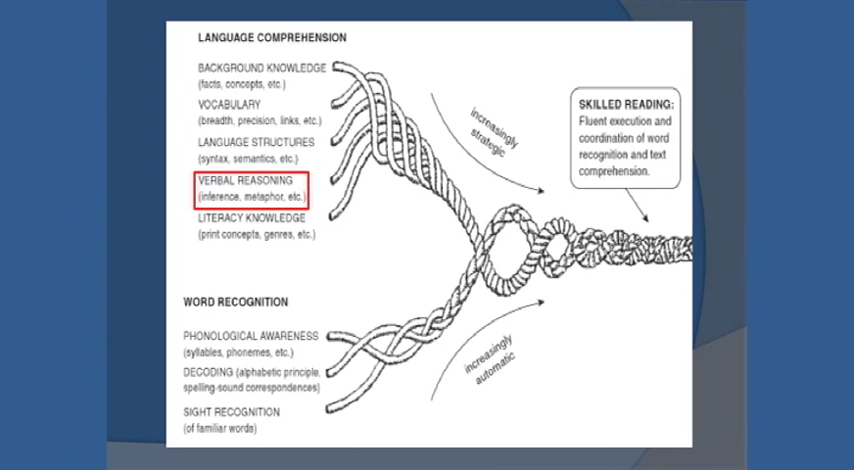 LANGUAGE COMPREHENSION
BACKGROUND KNOWLEDGE
(facts, concepts, etc.)
VOCABULARY
(breadth, precision, links, etc.)
LANGUAGE STRUCTURES
(syntax, semantics, etc.)
VERBAL REASONING
(inference, metaphor, etc.)
LITERACY KNOWLEDGE
(print concepts, genres, etc.)
increasingly
strategic
SKILLED READING:
Fluent execution and
coordination of word
recognition and text
comprehension.
WORD RECOGNITION
PHONOLOGICAL AWARENESS
(syllables, phonemes, etc.)
DECODING (alphabetic principle,
spelling-sound correspondences)
SIGHT RECOGNITION
(of familiar words)
increasingly
automatic